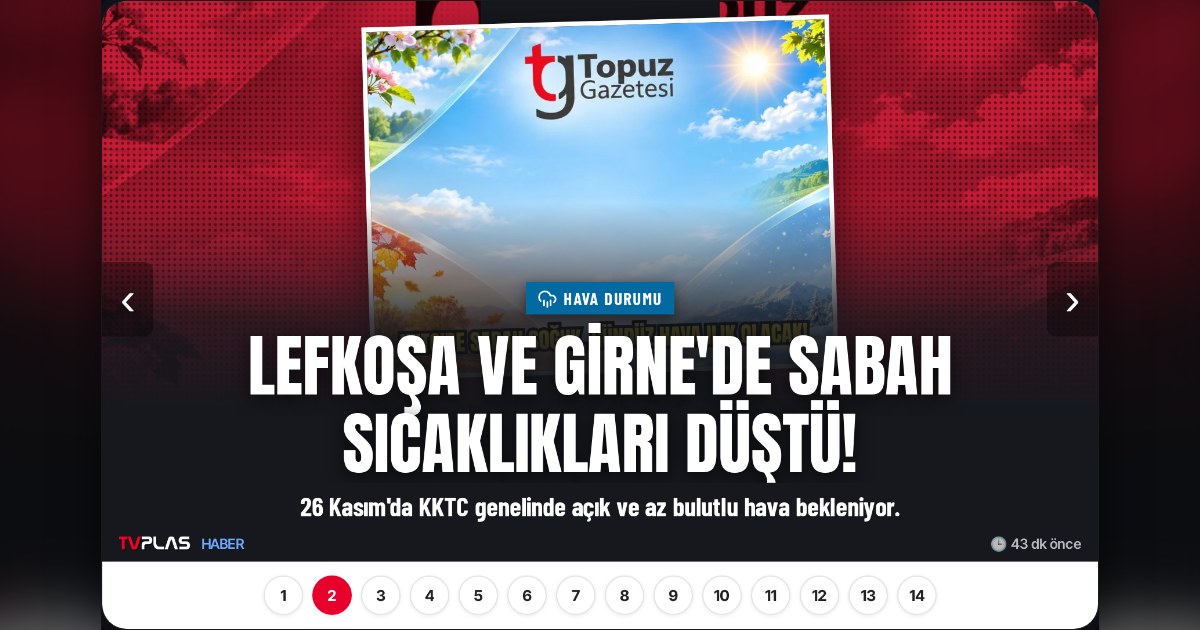 Topuz
Gazetesi
HAVA DURUMU
LEFKOŞA VE GİRNE'DE SABAH
SICAKLIKLARI DÜŞTÜ!
26 Kasım'da KKTC genelinde açık ve az bulutlu hava bekleniyor.
TVPLAS HABER
43 dk önce
1 2 3 4 5 6 7 8 9 10 11 12 13 14